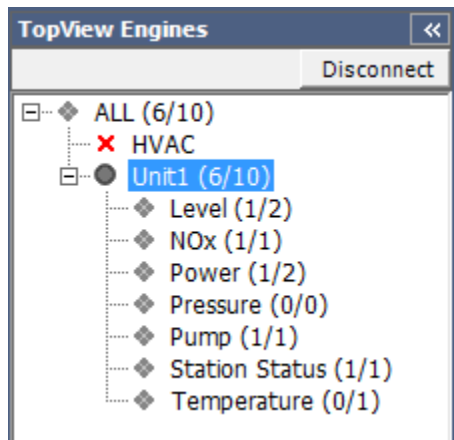 TopView Engines «
Disconnect
ALL (6/10)
HVAC
Unit1 (6/10)
Level (1/2)
NOx (1/1)
Power (1/2)
Pressure (0/0)
Pump (1/1)
Station Status (1/1)
Temperature (0/1)